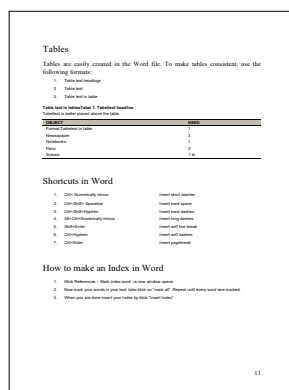 Tables
Tables are easily created in the Word file. To make tables consistent, use the
following formats:
1. Table text headings
2. Table text
3. Table text in table
Table text in tablesTabel 1. Tabelltext headline
Tabelltext is better placed above the table.
OBJECT NEED
Format Tabletext in table 1
Newspaper 3
Notebooks 1
Pens 5
Scissor 1 st.
Shortcuts in Word
1. Ctrl+ Numerically minus Insert short dashes
2. Ctrl+Shift+ Spacebar Insert hard space
3. Ctrl+Shift+Hyphen Insert hard dashes
4. Alt+Ctrl+Numerically minus Insert long dashes
5. Shift+Enter Insert soft line break
6. Ctrl+Hyphen Insert soft dashes
7. Ctrl+Enter Insert pagebreak
How to make an Index in Word
1. Klick References – Mark index word - a new window opens
2. Now mark your words in your text, later klick on "mark all". Repeat until every word are marked.
3. When you are done insert your Index by klick "Insert Index"
11